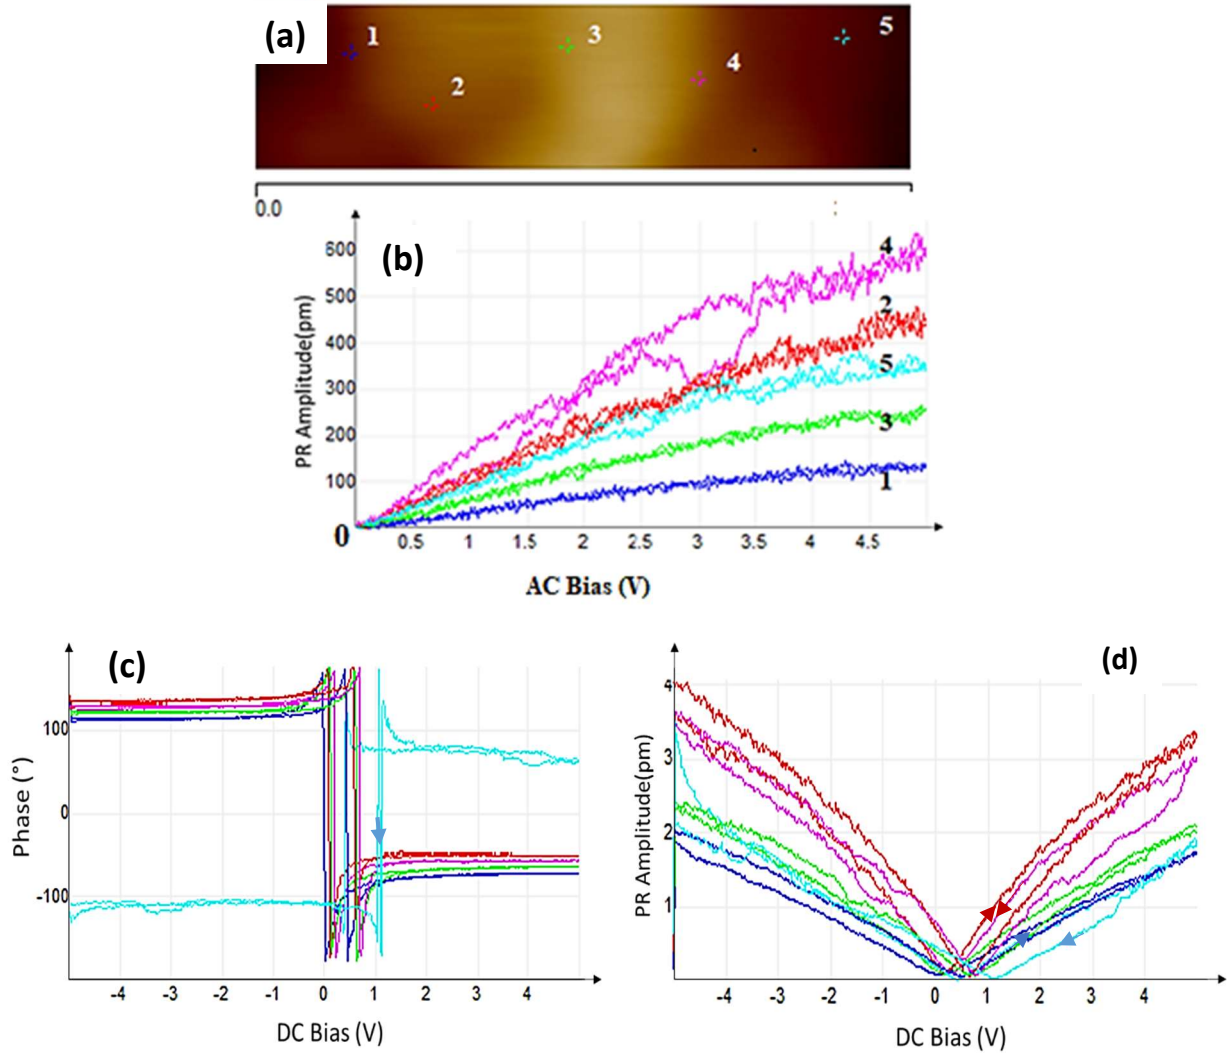 (a)
1
2
3
4
5
0.0
(b)
PR Amplitude(pm)
600
500
400
300
200
100
0
4
2
5
3
1
0.5 1 1.5 2 2.5 3 3.5 4 4.5
AC Bias (V)
(c)
Phase (°)
100
0
-100
-4 -3 -2 -1 0 1 2 3 4
DC Bias (V)
(d)
PR Amplitude(pm)
4
3
2
1
-4 -3 -2 -1 0 1 2 3 4
DC Bias (V)